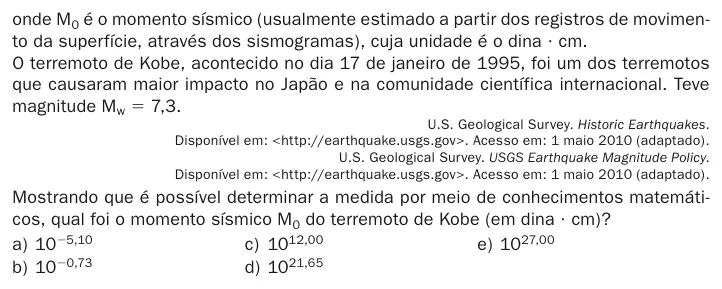 onde M₀ é o momento sísmico (usualmente estimado a partir dos registros de movimen-
to da superfície, através dos sismogramas), cuja unidade é o dina · cm.
O terremoto de Kobe, acontecido no dia 17 de janeiro de 1995, foi um dos terremotos
que causaram maior impacto no Japão e na comunidade científica internacional. Teve
magnitude M_w = 7,3.
U.S. Geological Survey. Historic Earthquakes.
Disponível em: <http://earthquake.usgs.gov>. Acesso em: 1 maio 2010 (adaptado).
U.S. Geological Survey. USGS Earthquake Magnitude Policy.
Disponível em: <http://earthquake.usgs.gov>. Acesso em: 1 maio 2010 (adaptado).
Mostrando que é possível determinar a medida por meio de conhecimentos matemáti-
cos, qual foi o momento sísmico M₀ do terremoto de Kobe (em dina · cm)?
a) 10^−5,10 c) 10^12,00 e) 10^27,00
b) 10^−0,73 d) 10^21,65